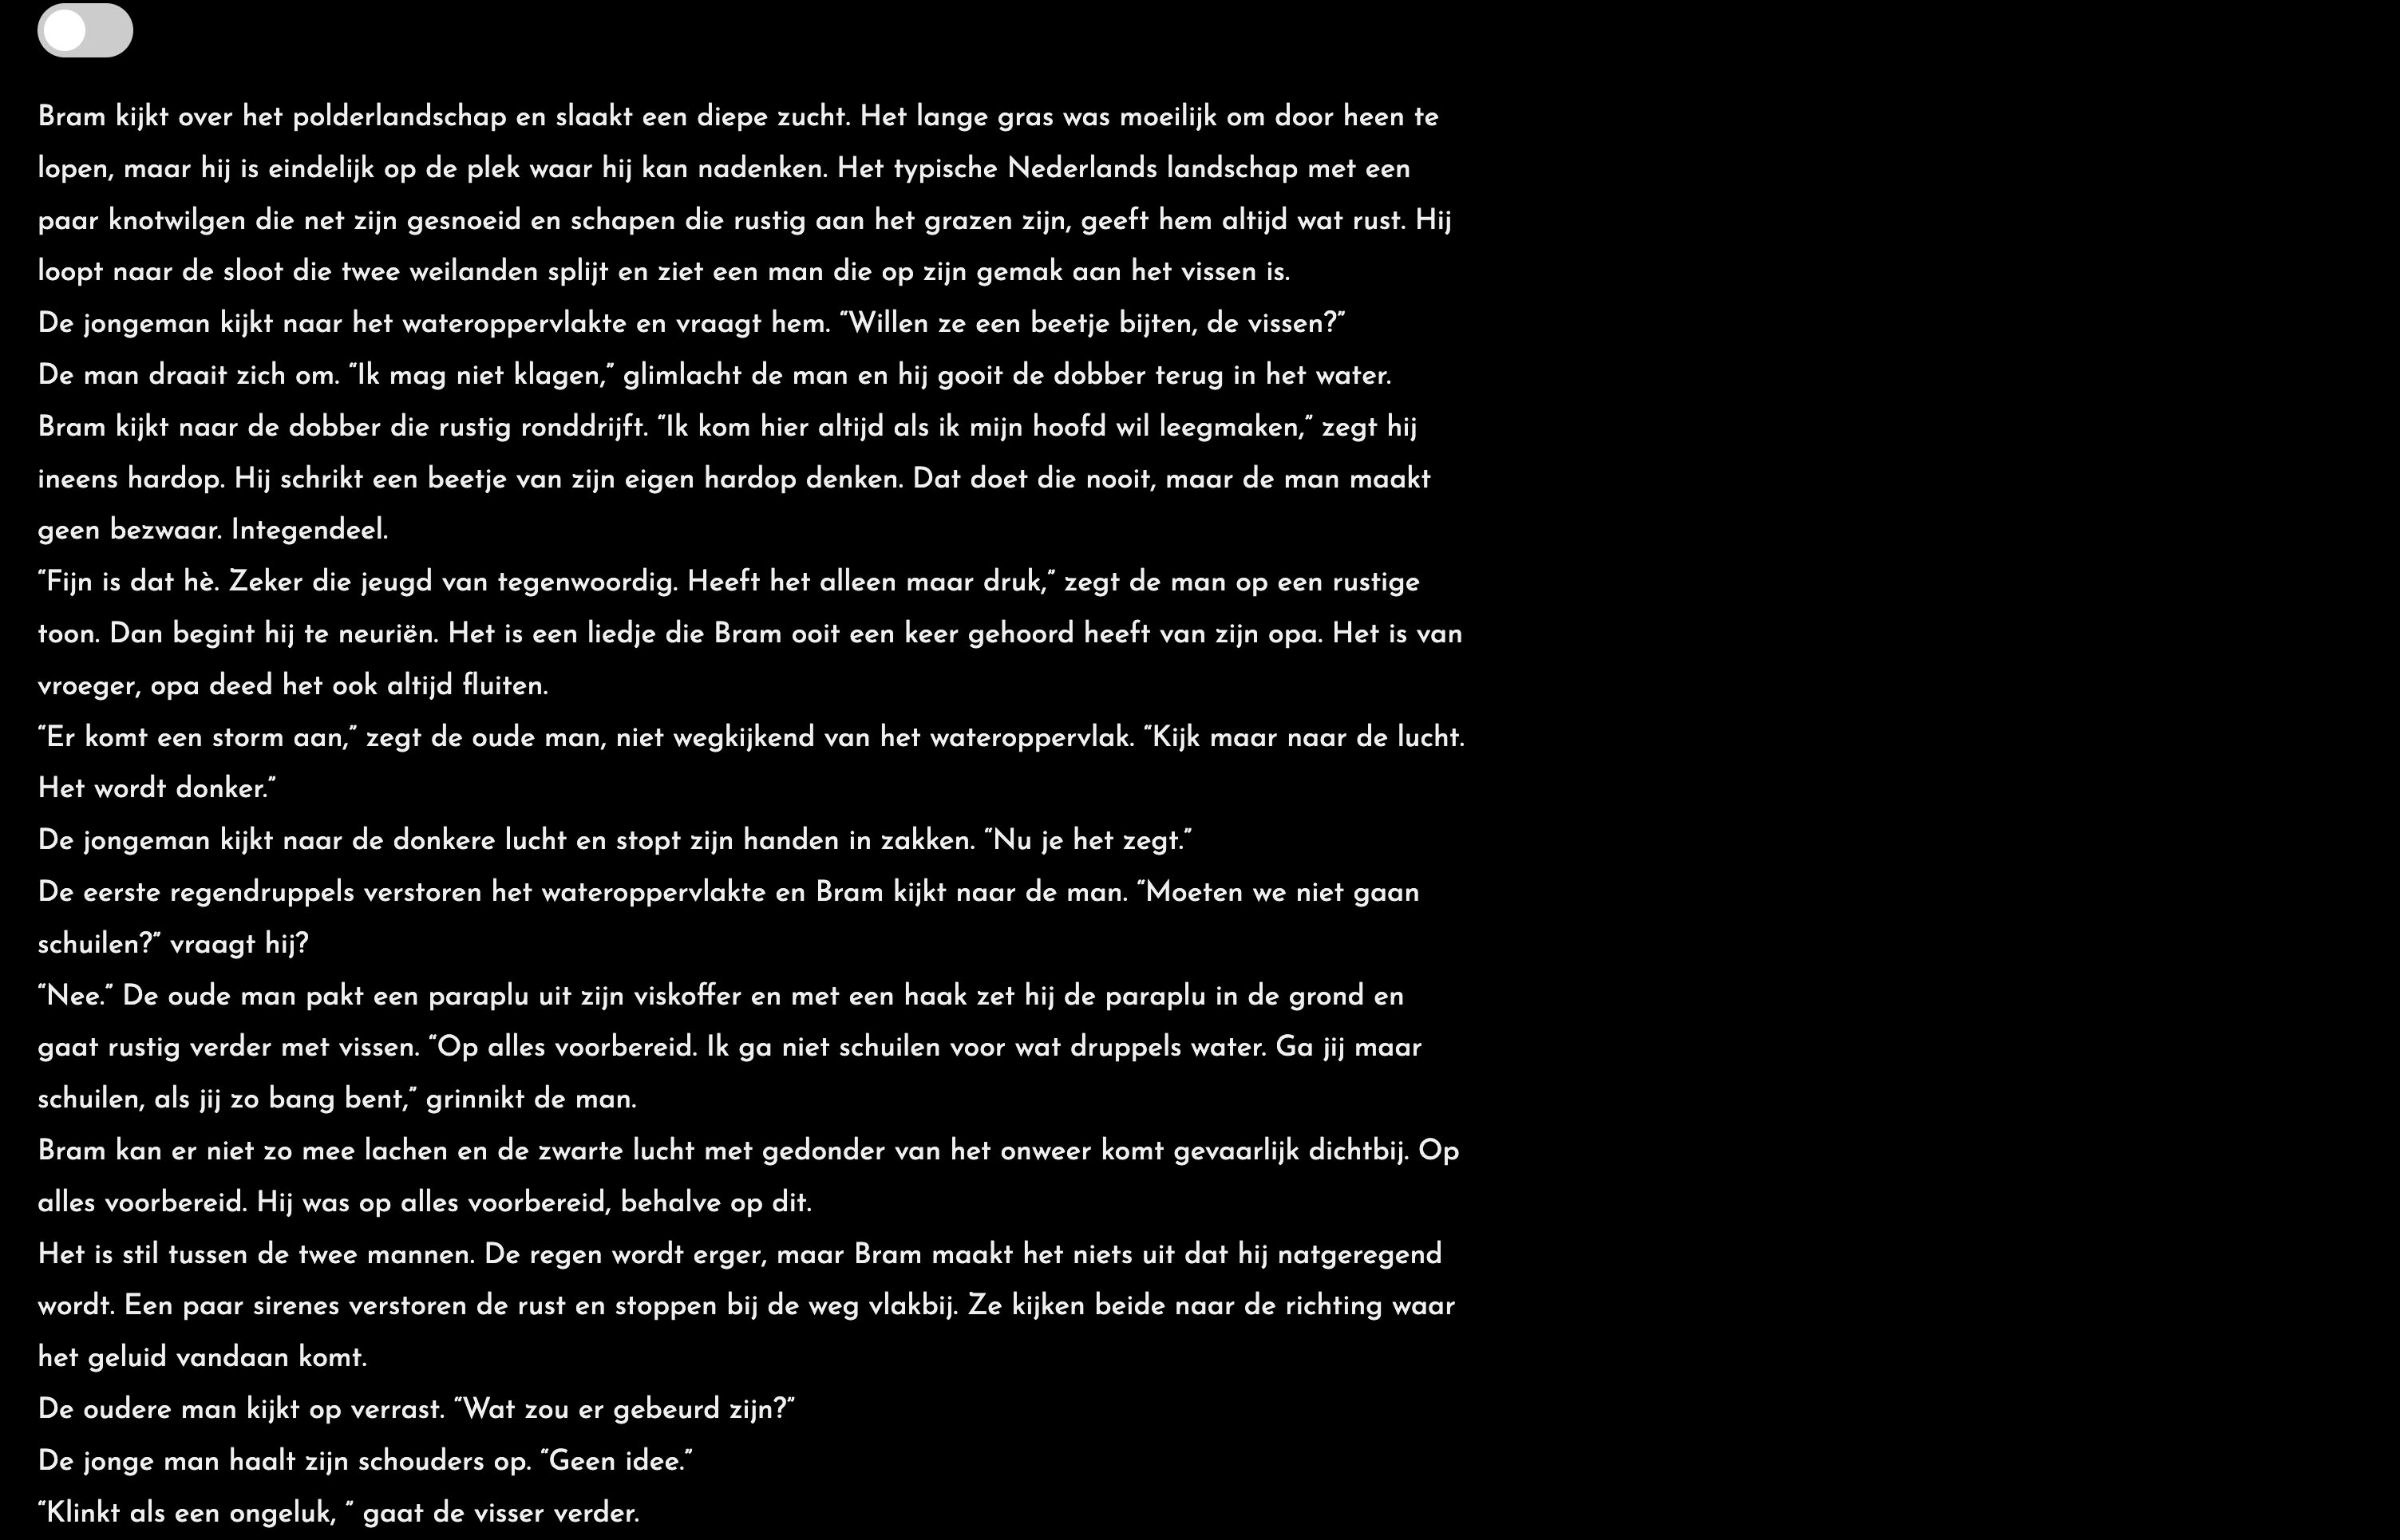 Bram kijkt over het polderlandschap en slaakt een diepe zucht. Het lange gras was moeilijk om door heen te
lopen, maar hij is eindelijk op de plek waar hij kan nadenken. Het typische Nederlands landschap met een
paar knotwilgen die net zijn gesnoeid en schapen die rustig aan het grazen zijn, geeft hem altijd wat rust. Hij
loopt naar de sloot die twee weilanden splijt en ziet een man die op zijn gemak aan het vissen is.
De jongeman kijkt naar het wateroppervlakte en vraagt hem. “Willen ze een beetje bijten, de vissen?”
De man draait zich om. “Ik mag niet klagen,” glimlacht de man en hij gooit de dobber terug in het water.
Bram kijkt naar de dobber die rustig ronddrijft. “Ik kom hier altijd als ik mijn hoofd wil leegmaken,” zegt hij
ineens hardop. Hij schrikt een beetje van zijn eigen hardop denken. Dat doet die nooit, maar de man maakt
geen bezwaar. Integendeel.
“Fijn is dat hè. Zeker die jeugd van tegenwoordig. Heeft het alleen maar druk,” zegt de man op een rustige
toon. Dan begint hij te neuriën. Het is een liedje die Bram ooit een keer gehoord heeft van zijn opa. Het is van
vroeger, opa deed het ook altijd fluiten.
“Er komt een storm aan,” zegt de oude man, niet wegkijkend van het wateroppervlak. “Kijk maar naar de lucht.
Het wordt donker.”
De jongeman kijkt naar de donkere lucht en stopt zijn handen in zakken. “Nu je het zegt.”
De eerste regendruppels verstoren het wateroppervlakte en Bram kijkt naar de man. “Moeten we niet gaan
schuilen?” vraagt hij?
“Nee.” De oude man pakt een paraplu uit zijn viskoffer en met een haak zet hij de paraplu in de grond en
gaat rustig verder met vissen. “Op alles voorbereid. Ik ga niet schuilen voor wat druppels water. Ga jij maar
schuilen, als jij zo bang bent,” grinnikt de man.
Bram kan er niet zo mee lachen en de zwarte lucht met gedonder van het onweer komt gevaarlijk dichtbij. Op
alles voorbereid. Hij was op alles voorbereid, behalve op dit.
Het is stil tussen de twee mannen. De regen wordt erger, maar Bram maakt het niets uit dat hij natgeregend
wordt. Een paar sirenes verstoren de rust en stoppen bij de weg vlakbij. Ze kijken beide naar de richting waar
het geluid vandaan komt.
De oudere man kijkt op verrast. “Wat zou er gebeurd zijn?”
De jonge man haalt zijn schouders op. “Geen idee.”
“Klinkt als een ongeluk, ” gaat de visser verder.